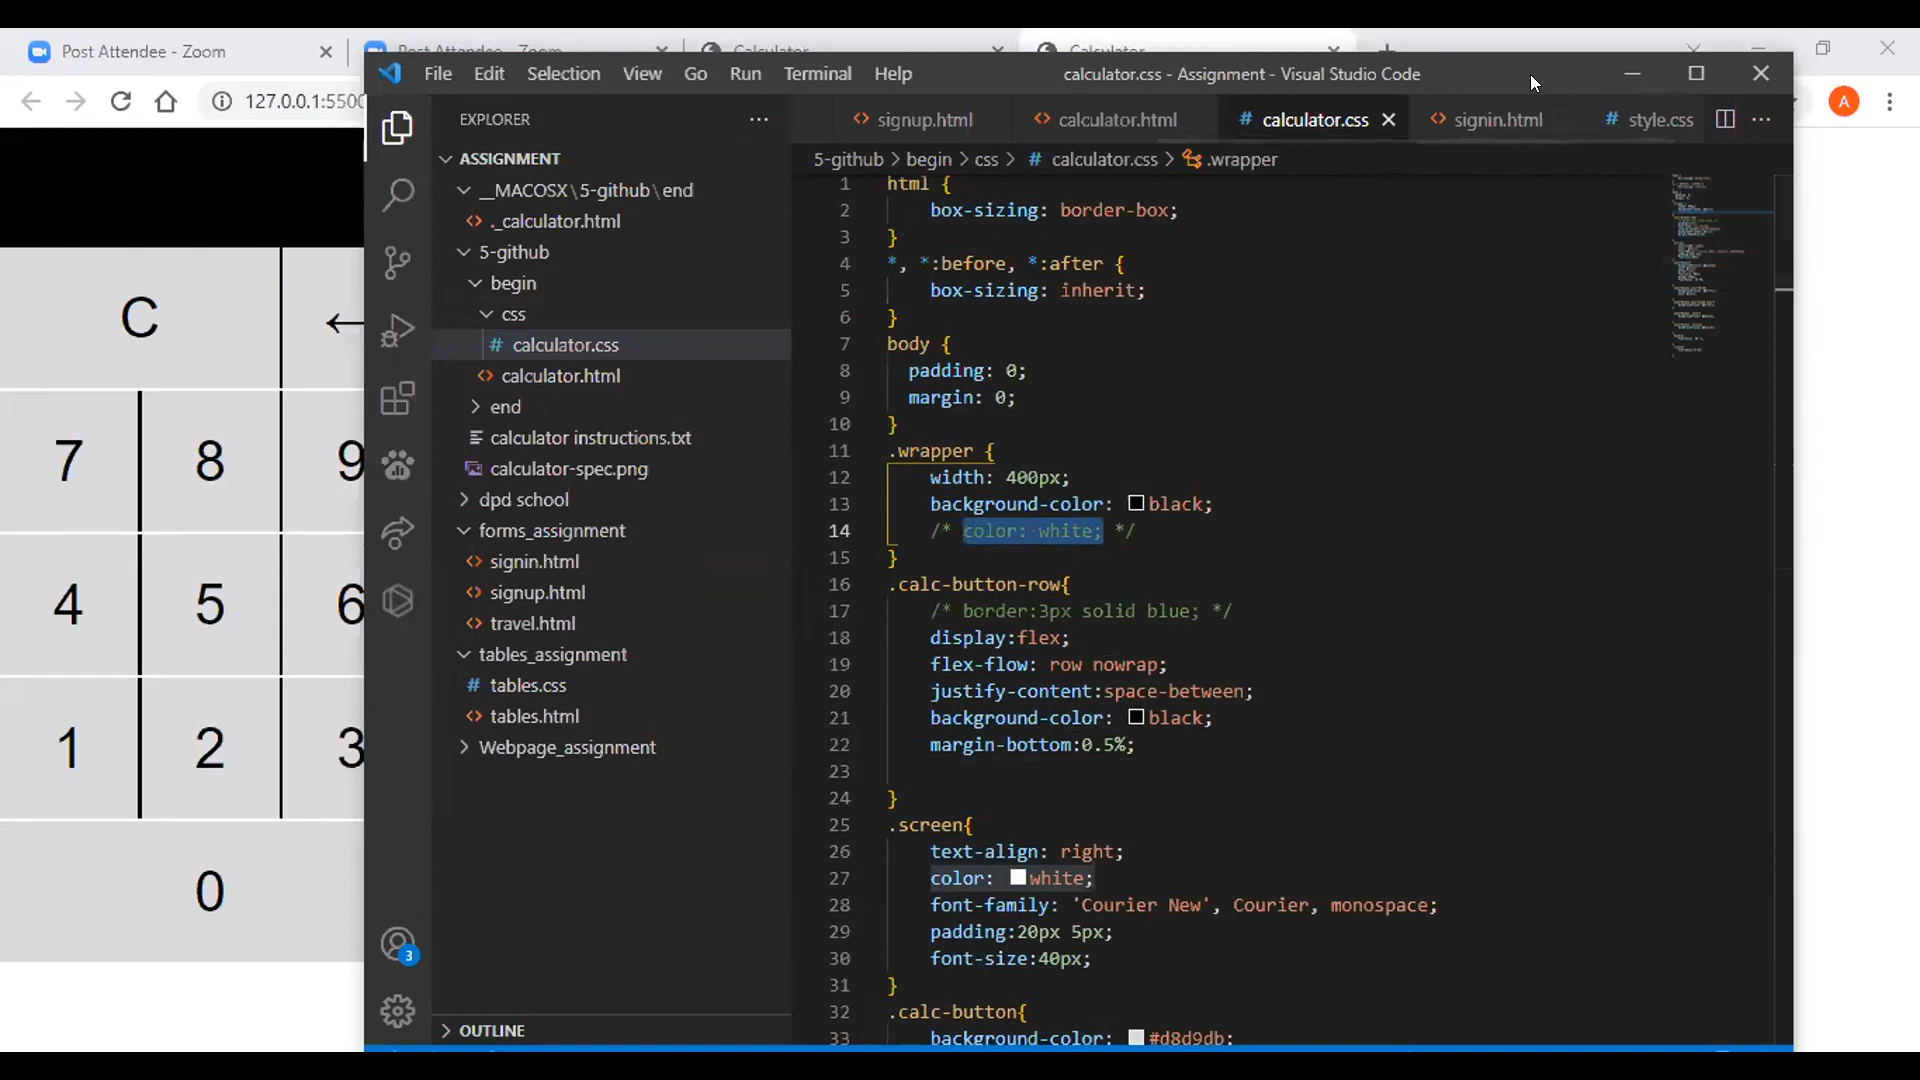 Post Attendee - Zoom
Post Attendee - Zoom
Calculator
Calculator
127.0.0.1:5500
A
File Edit Selection View Go Run Terminal Help
calculator.css - Assignment - Visual Studio Code
EXPLORER
signup.html
calculator.html
calculator.css
signin.html
style.css
5-github > begin > css > # calculator.css > .wrapper
ASSIGNMENT
__MACOSX\5-github\end
._calculator.html
5-github
begin
css
calculator.css
calculator.html
end
calculator instructions.txt
calculator-spec.png
dpd school
forms_assignment
signin.html
signup.html
travel.html
tables_assignment
tables.css
tables.html
Webpage_assignment
OUTLINE
3
1 html {
2 box-sizing: border-box;
3 }
4 *, *:before, *:after {
5 box-sizing: inherit;
6 }
7 body {
8 padding: 0;
9 margin: 0;
10 }
11 .wrapper {
12 width: 400px;
13 background-color: black;
14 /* color: white; */
15 }
16 .calc-button-row{
17 /* border:3px solid blue; */
18 display:flex;
19 flex-flow: row nowrap;
20 justify-content:space-between;
21 background-color: black;
22 margin-bottom:0.5%;
23
24 }
25 .screen{
26 text-align: right;
27 color: white;
28 font-family: 'Courier New', Courier, monospace;
29 padding:20px 5px;
30 font-size:40px;
31 }
32 .calc-button{
33 background-color: #d8d9db;
C ←
7 8 9
4 5 6
1 2 3
0